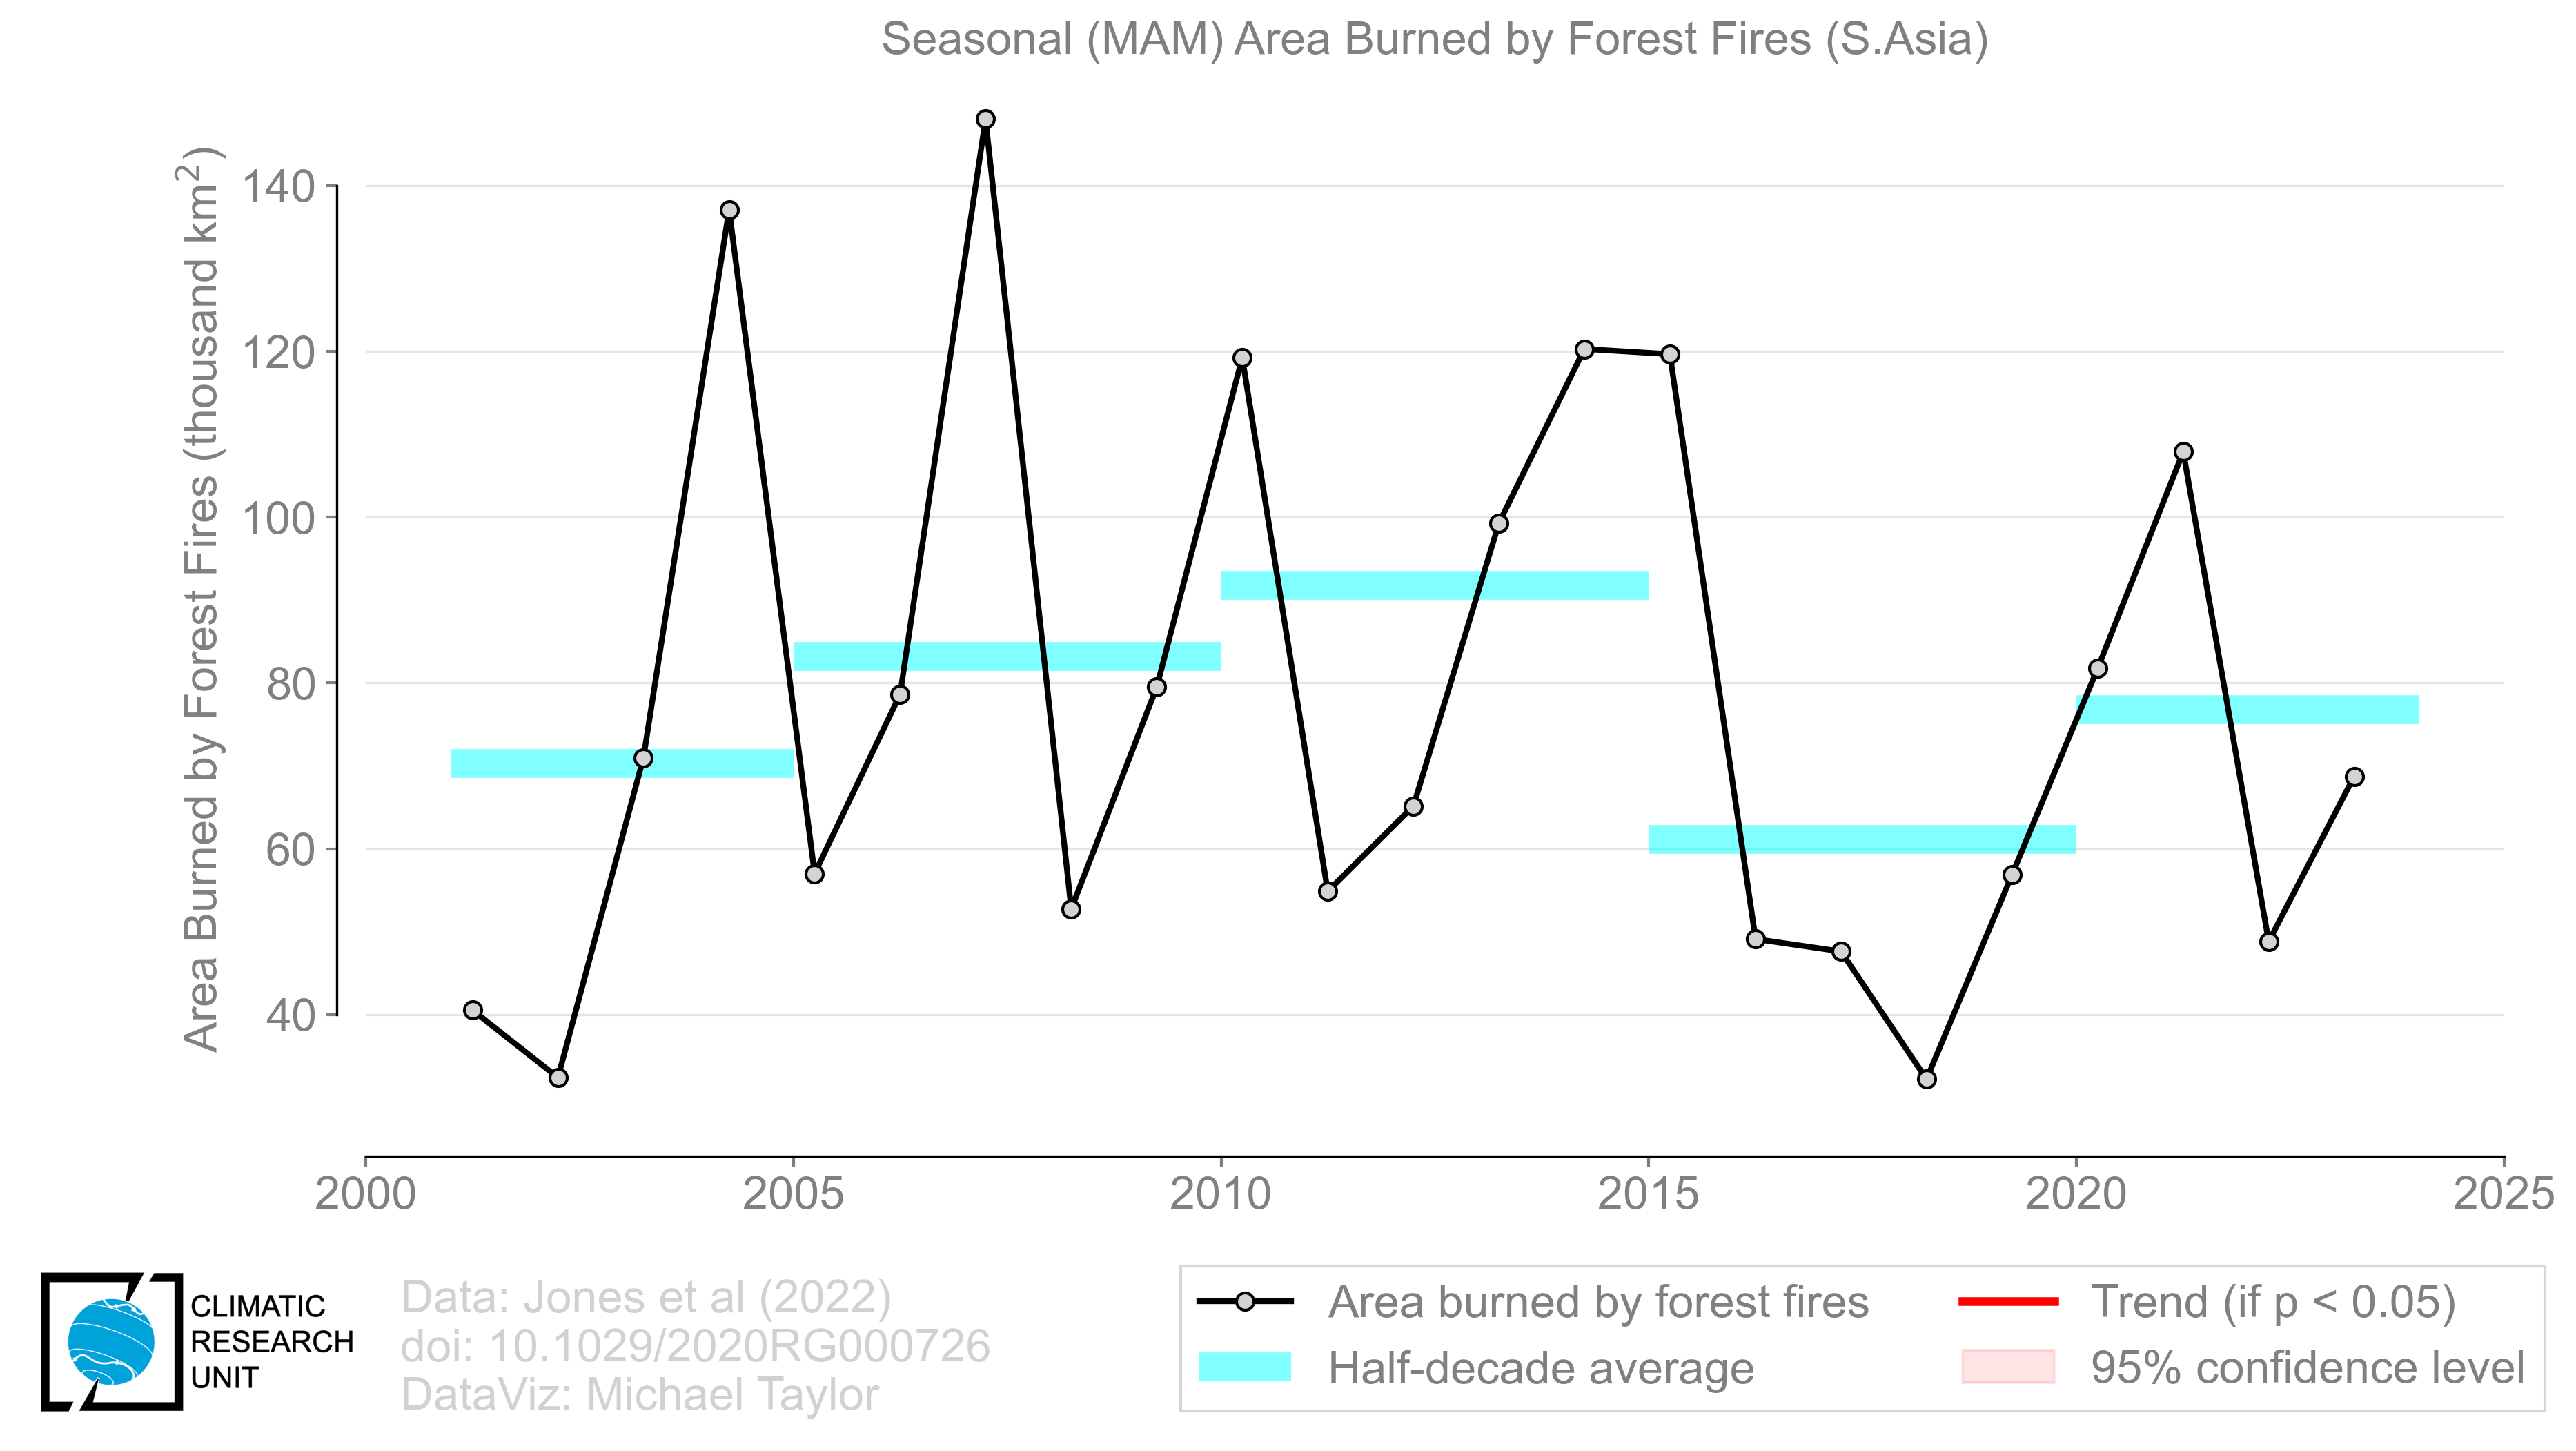 Seasonal (MAM) Area Burned by Forest Fires (S.Asia)
Area Burned by Forest Fires (thousand km²)
140
120
100
80
60
40
2000
2005
2010
2015
2020
2025
CLIMATIC
RESEARCH
UNIT
Data: Jones et al (2022)
doi: 10.1029/2020RG000726
DataViz: Michael Taylor
Area burned by forest fires
Half-decade average
Trend (if p < 0.05)
95% confidence level